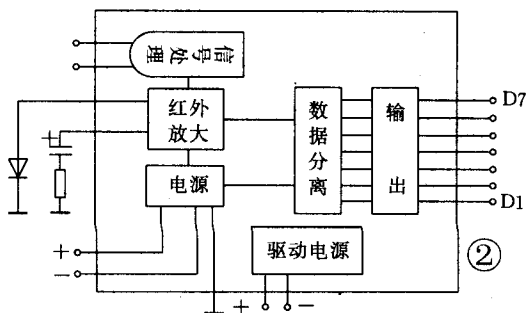 信号处理
红外
放大
数据分离
输出
D7
电源
D1
驱动电源
②
+
+
−
+ −